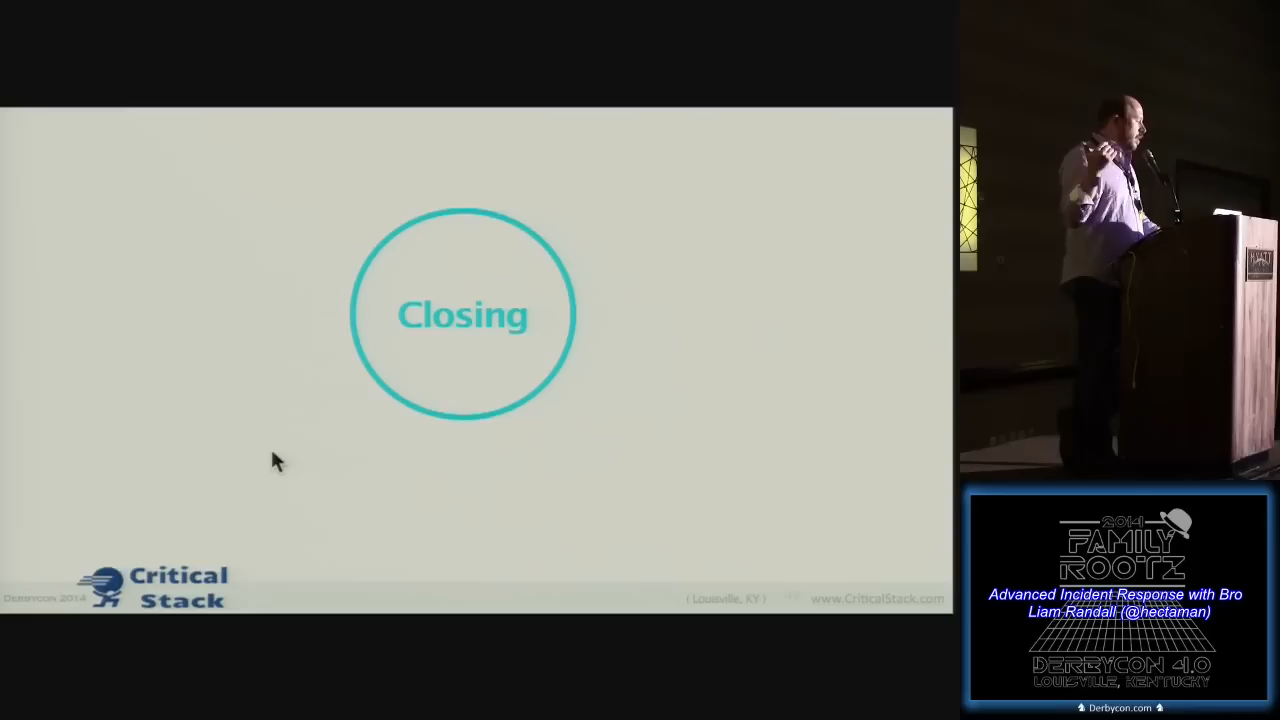 Closing
Critical
Stack
DERBYCON 2014
( Louisville, KY )
www.CriticalStack.com
HYATT
2014
FAMILY
ROOTZ
Advanced Incident Response with Bro
Liam Randall (@hectaman)
DERBYCON 4.0
LOUISVILLE, KENTUCKY
Derbycon.com